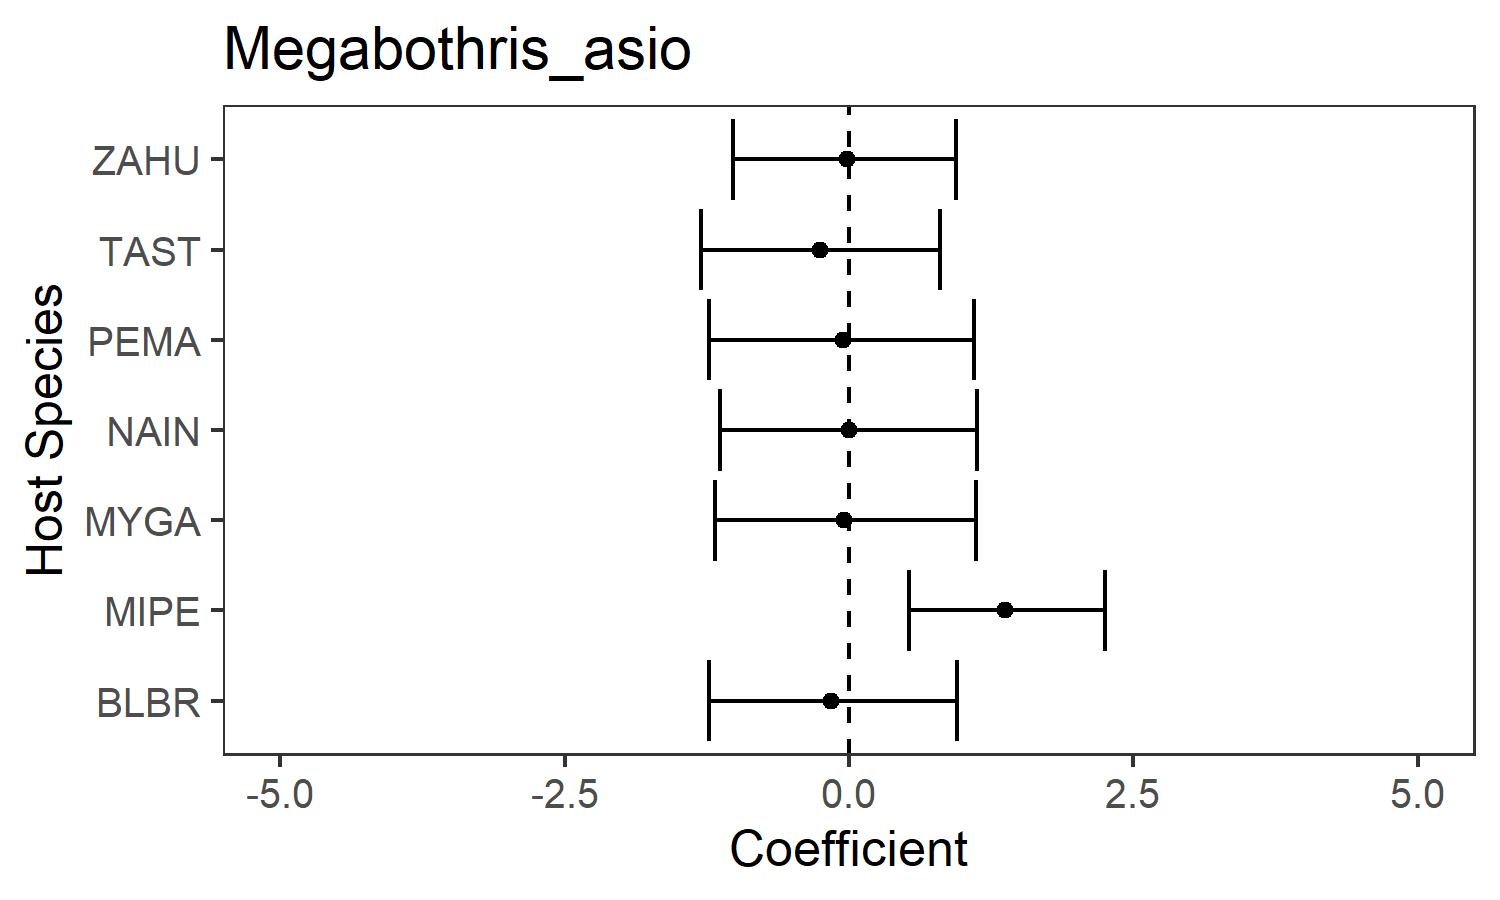 Megabothris_asio
Host Species
ZAHU
TAST
PEMA
NAIN
MYGA
MIPE
BLBR
-5.0 -2.5 0.0 2.5 5.0
Coefficient